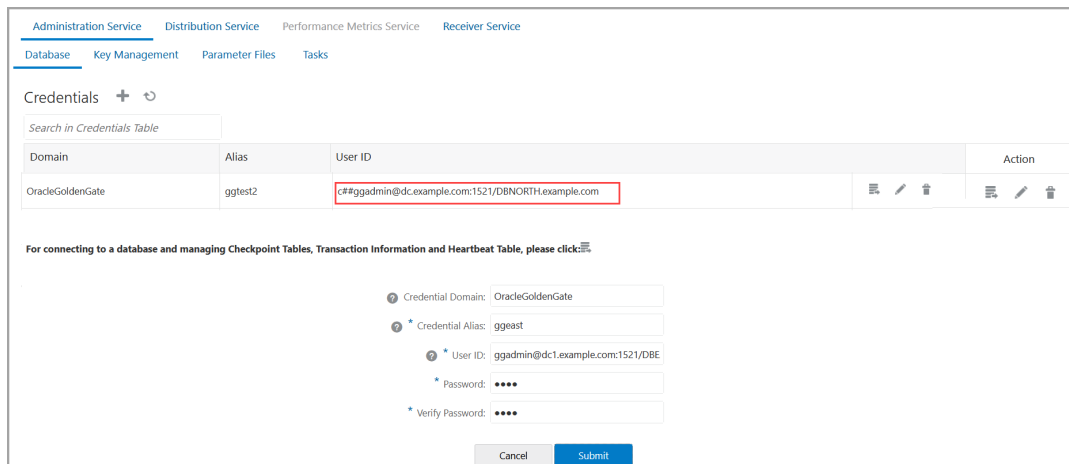 Administration Service Distribution Service Performance Metrics Service Receiver Service
Database Key Management Parameter Files Tasks
Credentials
Search in Credentials Table
Domain Alias User ID Action
OracleGoldenGate ggtest2 c##ggadmin@dc.example.com:1521/DBNORTH.example.com
For connecting to a database and managing Checkpoint Tables, Transaction Information and Heartbeat Table, please click:
? Credential Domain: OracleGoldenGate
? * Credential Alias: ggeast
? * User ID: ggadmin@dc1.example.com:1521/DBE
* Password: ••••
* Verify Password: ••••
Cancel Submit